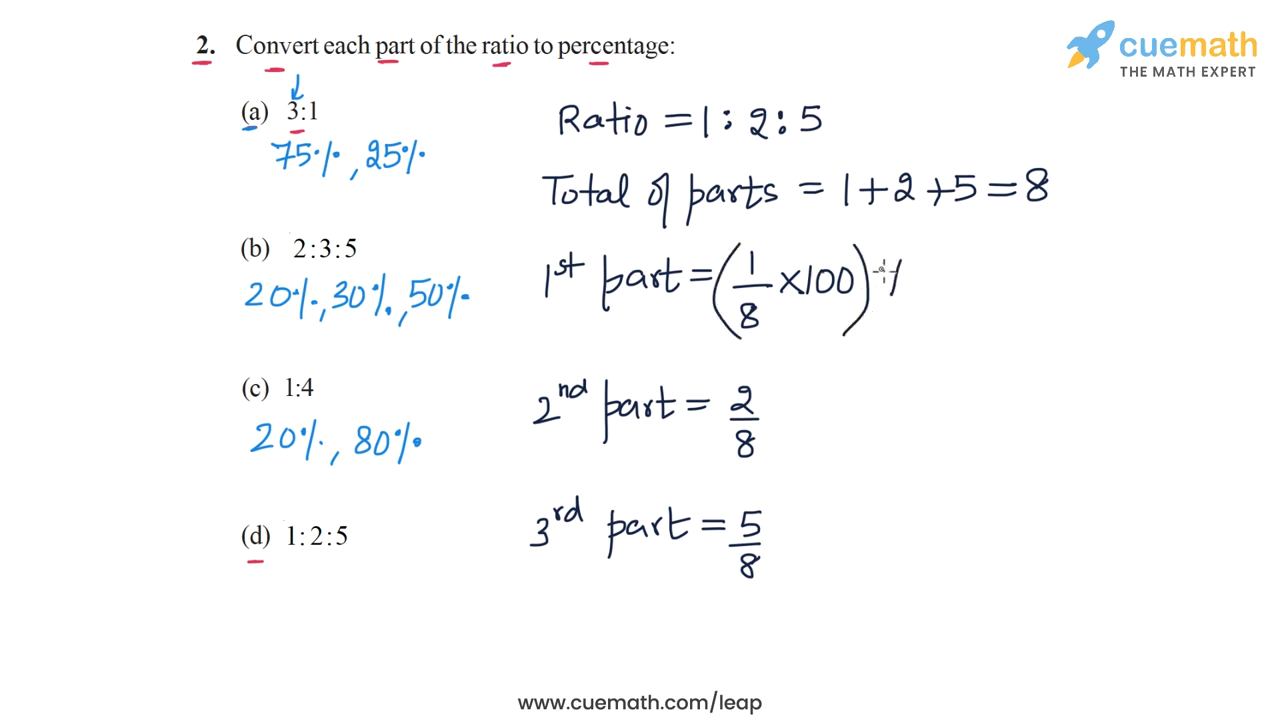 2. Convert each part of the ratio to percentage:
cuemath
THE MATH EXPERT
(a) 3:1
75%, 25%
(b) 2:3:5
20%, 30%, 50%
(c) 1:4
20%, 80%
(d) 1:2:5
Ratio = 1:2:5
Total of parts = 1+2+5=8
1st part = (1/8 ×100)
2nd part = 2/8
3rd part = 5/8
www.cuemath.com/leap